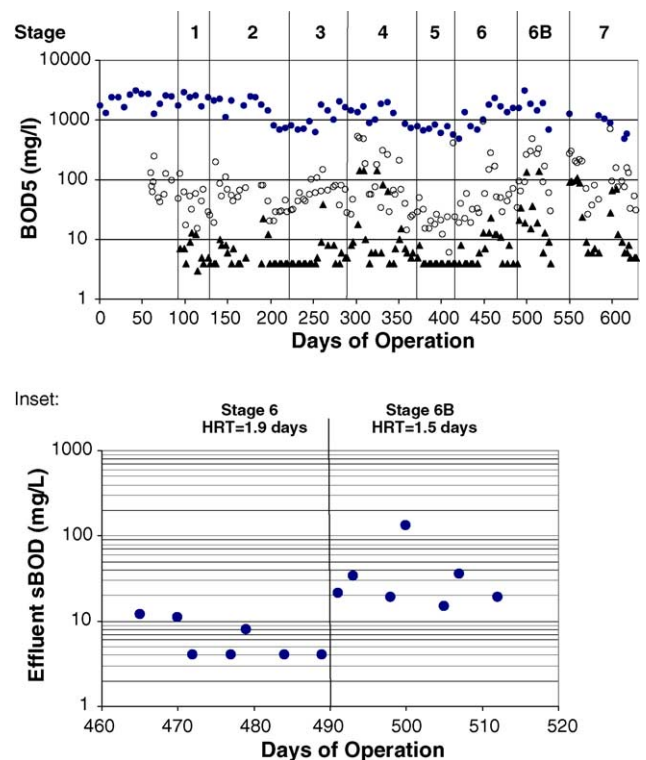 Stage 1 2 3 4 5 6 6B 7
10000
1000
100
10
1
BOD5 (mg/l)
0 50 100 150 200 250 300 350 400 450 500 550 600
Days of Operation
Inset:
Stage 6
HRT=1.9 days
Stage 6B
HRT=1.5 days
1000
100
10
1
Effluent sBOD (mg/L)
460 470 480 490 500 510 520
Days of Operation